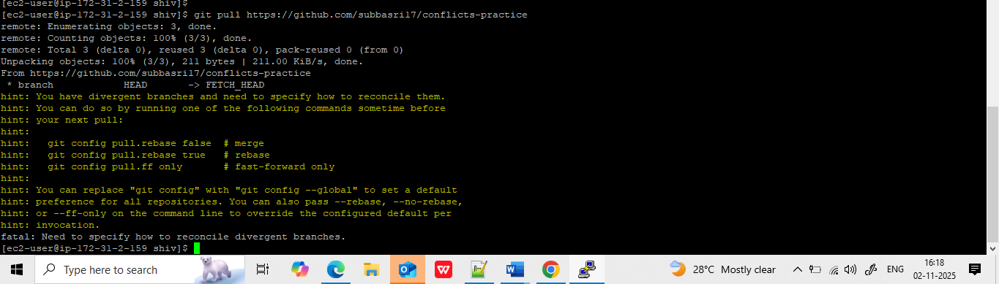 [ec2-user@ip-172-31-2-159 shiv]$
[ec2-user@ip-172-31-2-159 shiv]$ git pull https://github.com/subbasri17/conflicts-practice
remote: Enumerating objects: 3, done.
remote: Counting objects: 100% (3/3), done.
remote: Total 3 (delta 0), reused 3 (delta 0), pack-reused 0 (from 0)
Unpacking objects: 100% (3/3), 211 bytes | 211.00 KiB/s, done.
From https://github.com/subbasri17/conflicts-practice
 * branch            HEAD       -> FETCH_HEAD
hint: You have divergent branches and need to specify how to reconcile them.
hint: You can do so by running one of the following commands sometime before
hint: your next pull:
hint:
hint:   git config pull.rebase false  # merge
hint:   git config pull.rebase true   # rebase
hint:   git config pull.ff only       # fast-forward only
hint:
hint: You can replace "git config" with "git config --global" to set a default
hint: preference for all repositories. You can also pass --rebase, --no-rebase,
hint: or --ff-only on the command line to override the configured default per
hint: invocation.
fatal: Need to specify how to reconcile divergent branches.
[ec2-user@ip-172-31-2-159 shiv]$
Type here to search
28°C Mostly clear
ENG
16:18
02-11-2025